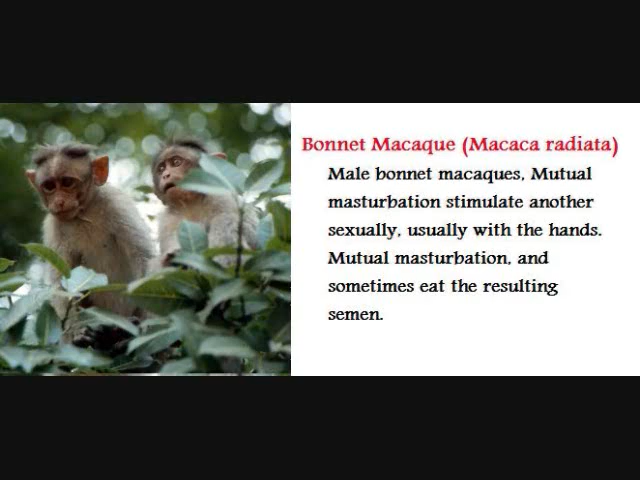 Bonnet Macaque (Macaca radiata)
Male bonnet macaques, Mutual
masturbation stimulate another
sexually, usually with the hands.
Mutual masturbation, and
sometimes eat the resulting
semen.